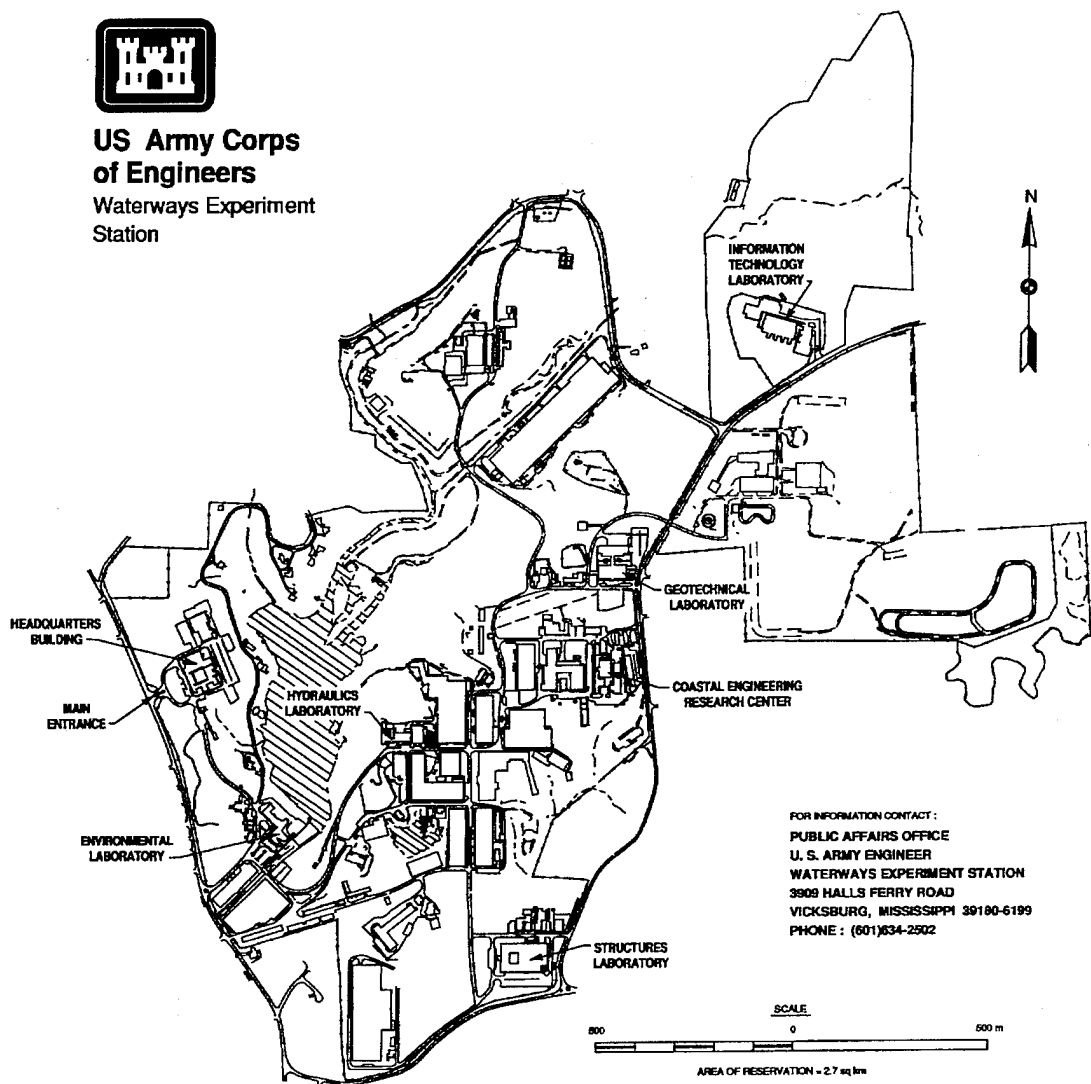 US Army Corps
of Engineers
Waterways Experiment
Station
N
INFORMATION
TECHNOLOGY
LABORATORY
GEOTECHNICAL
LABORATORY
HEADQUARTERS
BUILDING
MAIN
ENTRANCE
HYDRAULICS
LABORATORY
COASTAL ENGINEERING
RESEARCH CENTER
ENVIRONMENTAL
LABORATORY
STRUCTURES
LABORATORY
FOR INFORMATION CONTACT :
PUBLIC AFFAIRS OFFICE
U. S. ARMY ENGINEER
WATERWAYS EXPERIMENT STATION
3909 HALLS FERRY ROAD
VICKSBURG, MISSISSIPPI 39180-6199
PHONE : (601)634-2502
SCALE
500 0 500 m
AREA OF RESERVATION = 2.7 sq km